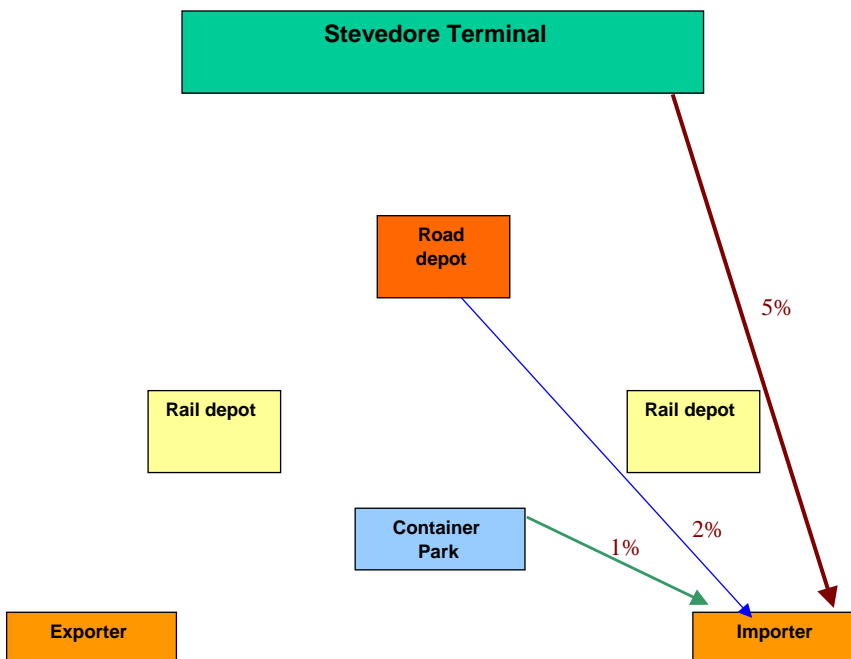 Stevedore Terminal
Road
depot
5%
Rail depot
Rail depot
Container
Park
1%
2%
Exporter
Importer